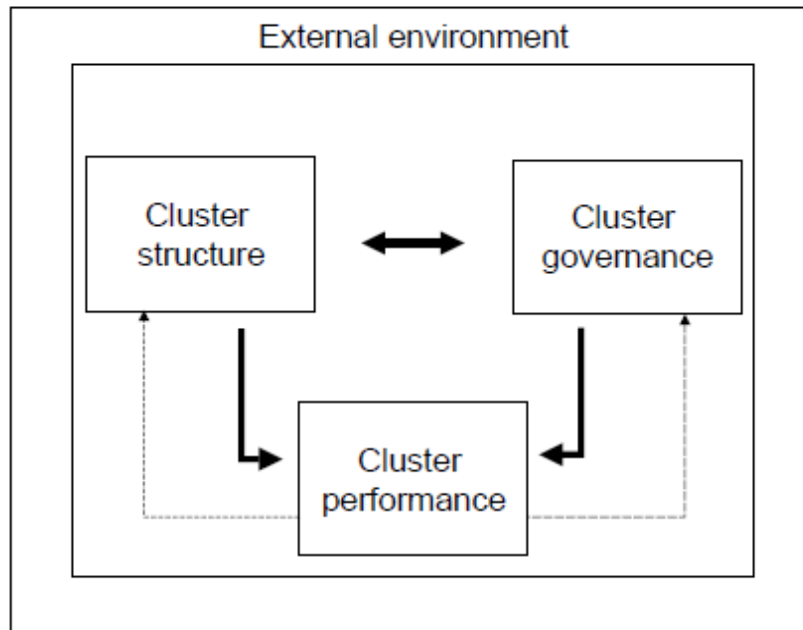 External environment
Cluster
structure
Cluster
governance
Cluster
performance